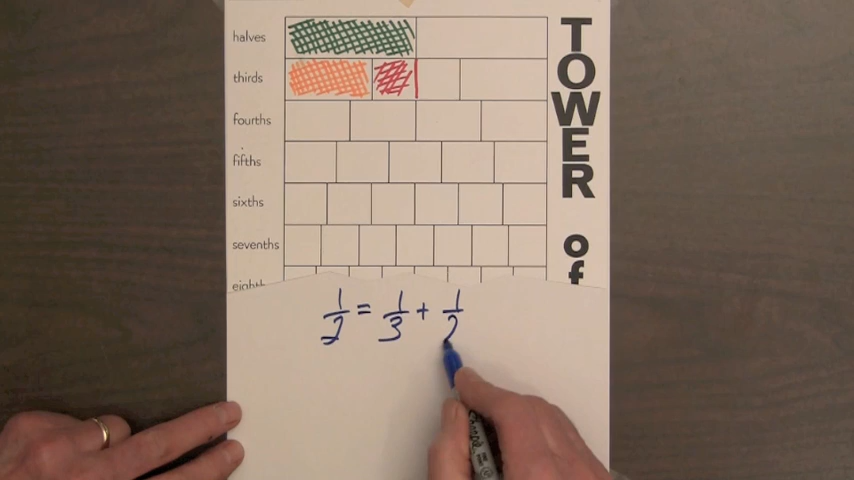 halves
thirds
fourths
fifths
sixths
sevenths
TOWER of
1/2 = 1/3 + 1/2